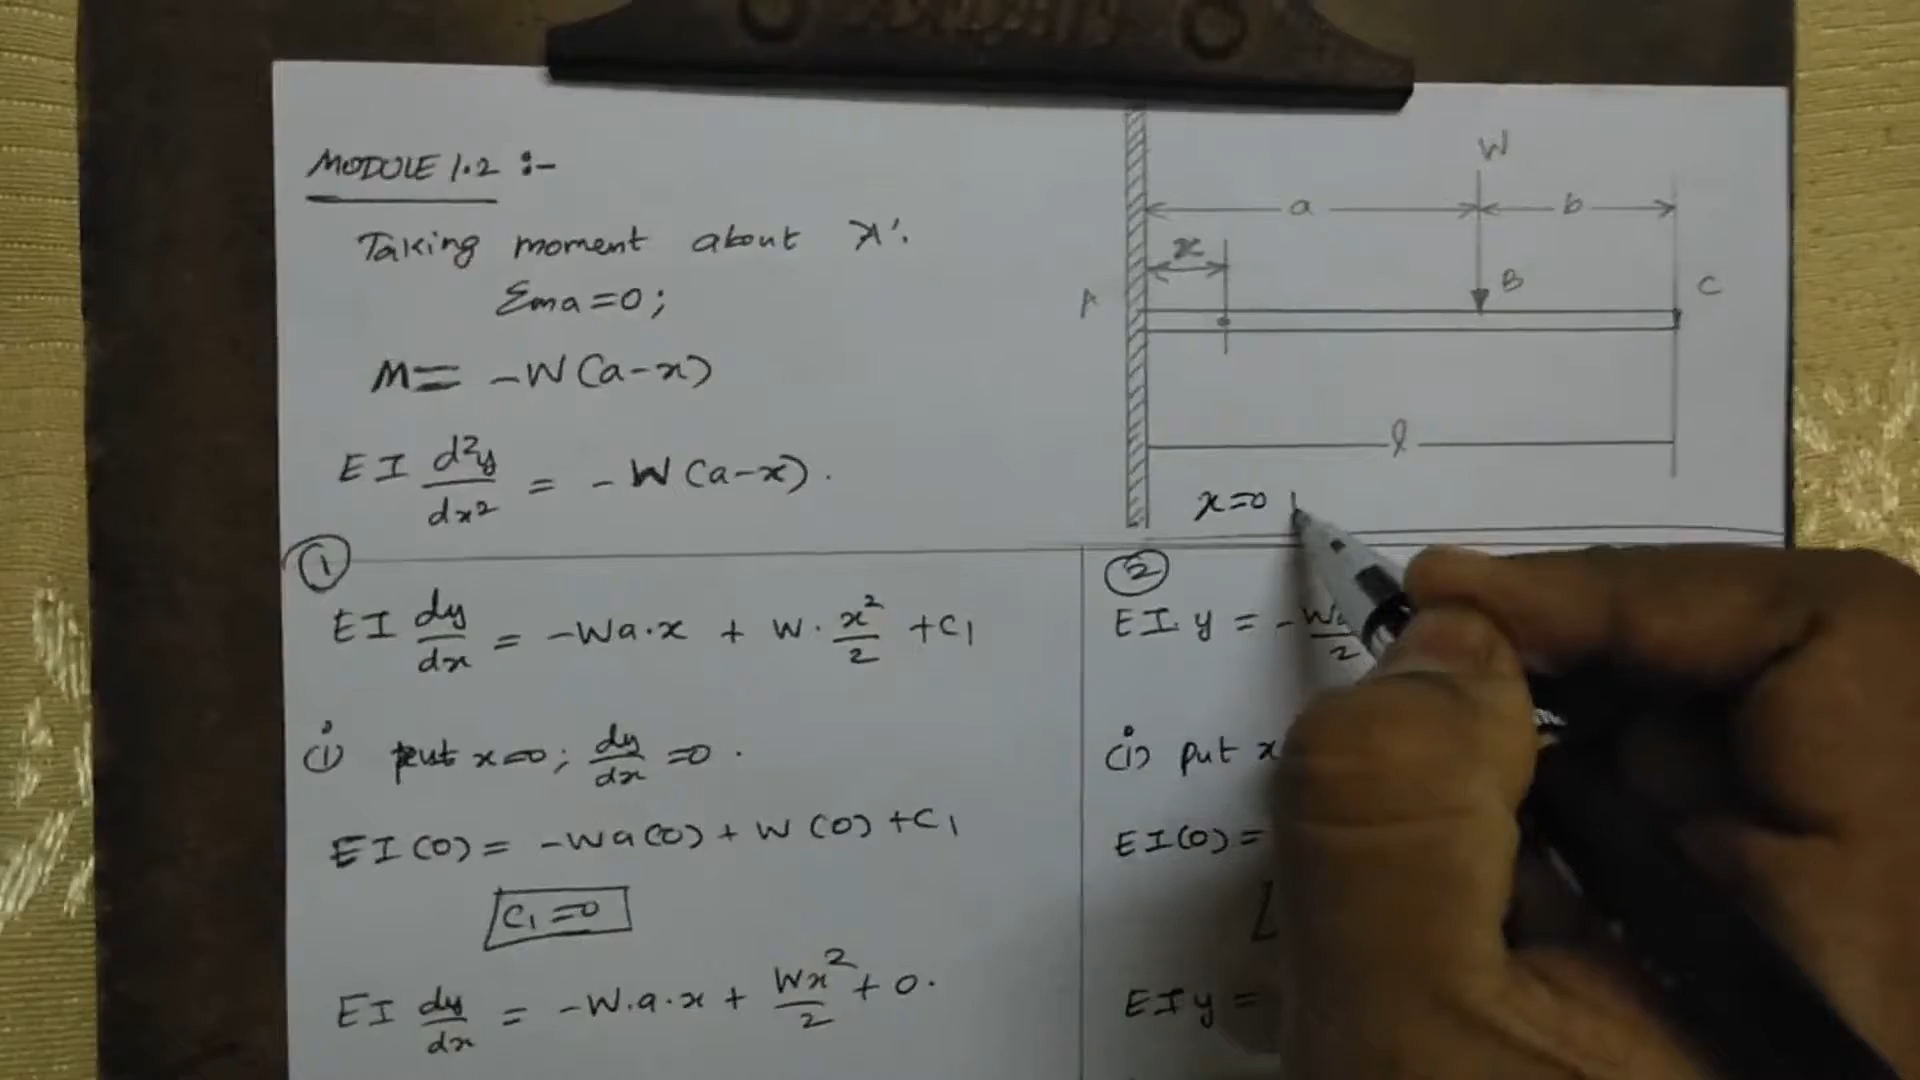 MODULE 1.2 :-
Taking moment about 'x'.
Σma=0;
M= -W(a-x)
EI d²y/dx² = -W(a-x).
W
a
b
x
A
B
C
l
x=0
①
EI dy/dx = -Wa.x + W. x²/2 + C1
(i) put x=0; dy/dx =0.
EI(0)= -Wa(0)+W(0)+C1
C1=0
EI dy/dx = -W.a.x + Wx²/2 + 0.
②
EI. y = -
2
(i) put x
EI(0)=
EIy =